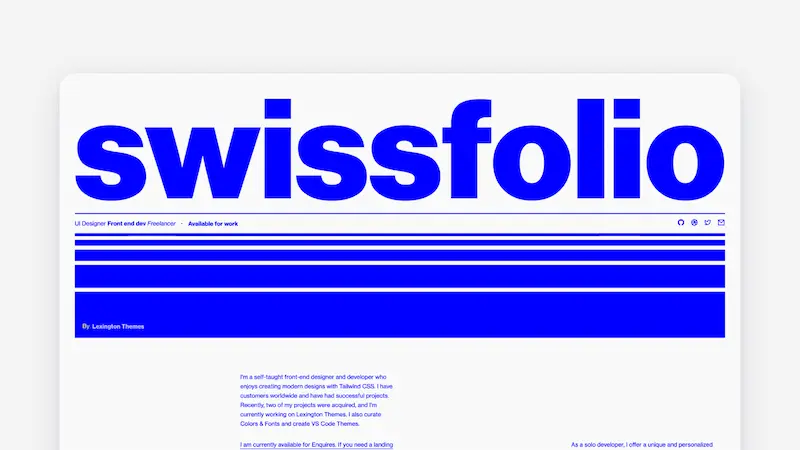 swissfolio
UI Designer Front end dev Freelancer - Available for work
By Lexington Themes
I'm a self-taught front-end designer and developer who
enjoys creating modern designs with Tailwind CSS. I have
customers worldwide and have had successful projects.
Recently, two of my projects were acquired, and I'm
currently working on Lexington Themes. I also curate
Colors & Fonts and create VS Code Themes.
I am currently available for Enquires. If you need a landing
As a solo developer, I offer a unique and personalized